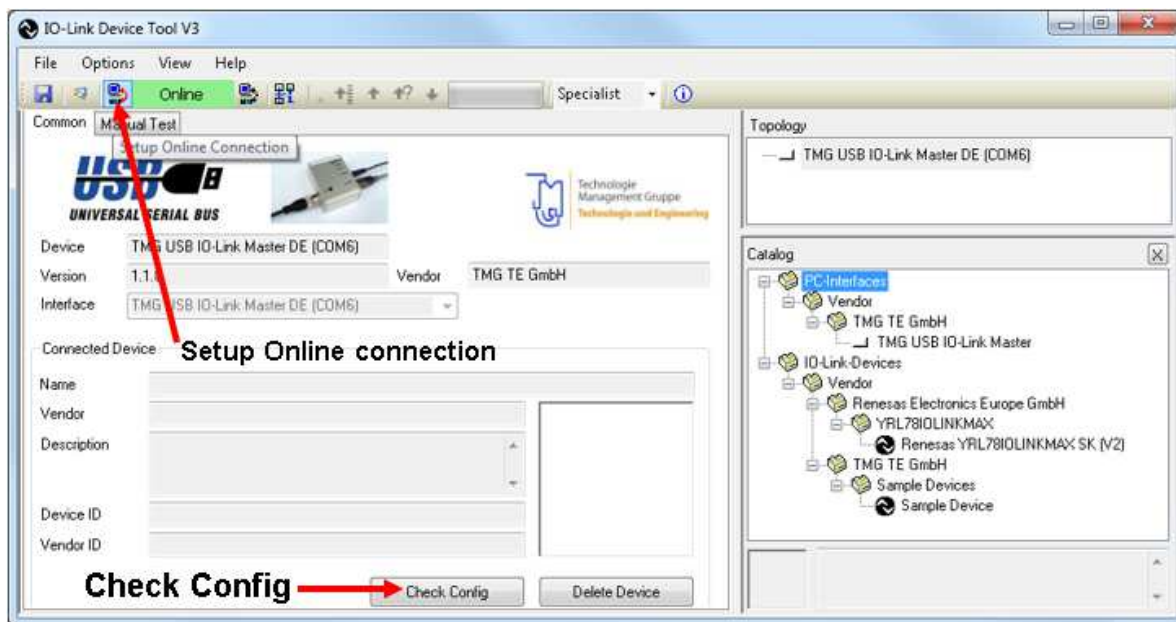 IO-Link Device Tool V3
File Options View Help
Online Specialist
Common Manual Test
Setup Online Connection
USB
UNIVERSAL SERIAL BUS
Technologie
Management Gruppe
Technologie und Engineering
Device TMG USB IO-Link Master DE (COM6)
Version 1.1. Vendor TMG TE GmbH
Interface TMG USB IO-Link Master DE (COM6)
Setup Online connection
Connected Device
Name
Vendor
Description
Device ID
Vendor ID
Check Config
Check Config Delete Device
Topology
TMG USB IO-Link Master DE (COM6)
Catalog
PC-Interfaces
Vendor
TMG TE GmbH
TMG USB IO-Link Master
IO-Link-Devices
Vendor
Renesas Electronics Europe GmbH
YRL78IOLINKMAX
Renesas YRL78IOLINKMAX SK (V2)
TMG TE GmbH
Sample Devices
Sample Device